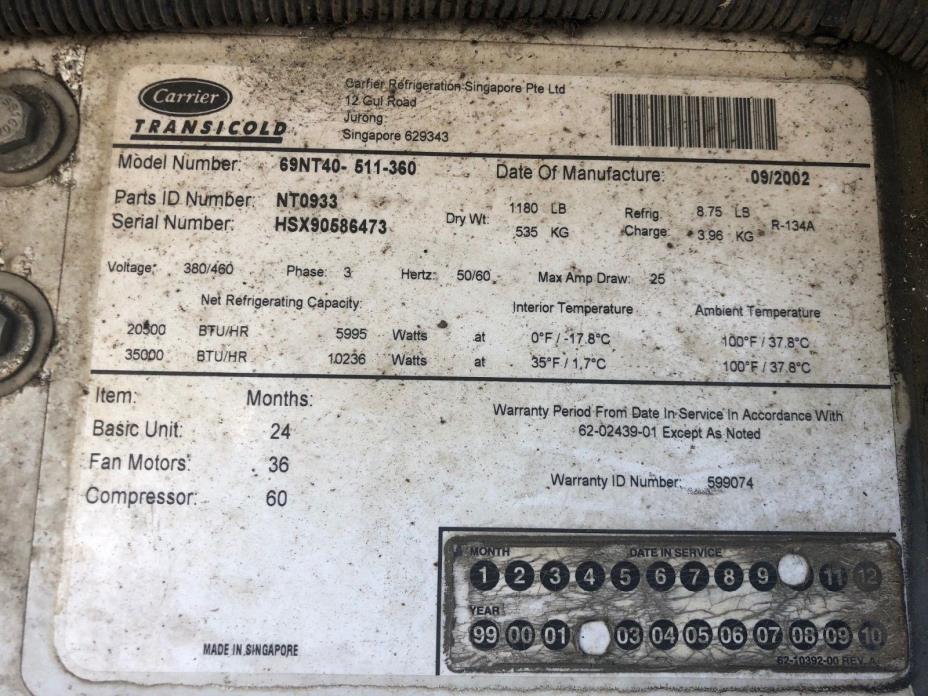 Carrier
TRANSICOLD
Carrier Refrigeration Singapore Pte Ltd
12 Gul Road
Jurong
Singapore 629343
Model Number: 69NT40- 511-360 Date Of Manufacture: 09/2002
Parts ID Number: NT0933
Serial Number: HSX90586473
Dry Wt: 1180 LB
535 KG
Refrig. 8.75 LB
Charge: 3.96 KG R-134A
Voltage: 380/460 Phase: 3 Hertz: 50/60 Max Amp Draw: 25
Net Refrigerating Capacity: Interior Temperature Ambient Temperature
20500 BTU/HR 5995 Watts at 0°F / -17.8°C 100°F / 37.8°C
35000 BTU/HR 10236 Watts at 35°F / 1.7°C 100°F / 37.8°C
Item: Months:
Basic Unit: 24
Fan Motors: 36
Compressor: 60
Warranty Period From Date In Service In Accordance With
62-02439-01 Except As Noted
Warranty ID Number: 599074
MONTH DATE IN SERVICE
1 2 3 4 5 6 7 8 9 11 12
YEAR
99 00 01 03 04 05 06 07 08 09 10
62-10392-00 REV A
MADE IN SINGAPORE